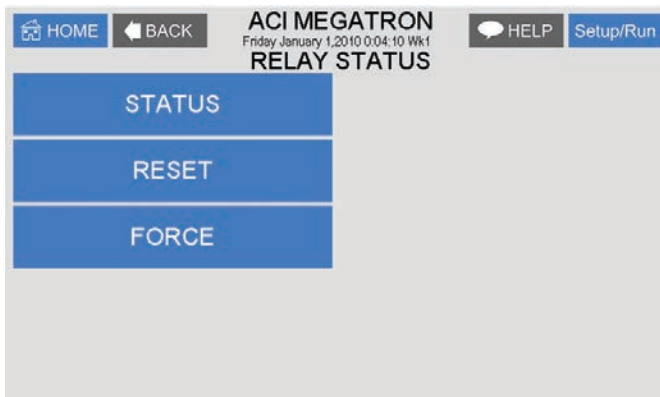 HOME BACK ACI MEGATRON HELP Setup/Run
Friday January 1,2010 0:04:10 Wk1
RELAY STATUS
STATUS
RESET
FORCE